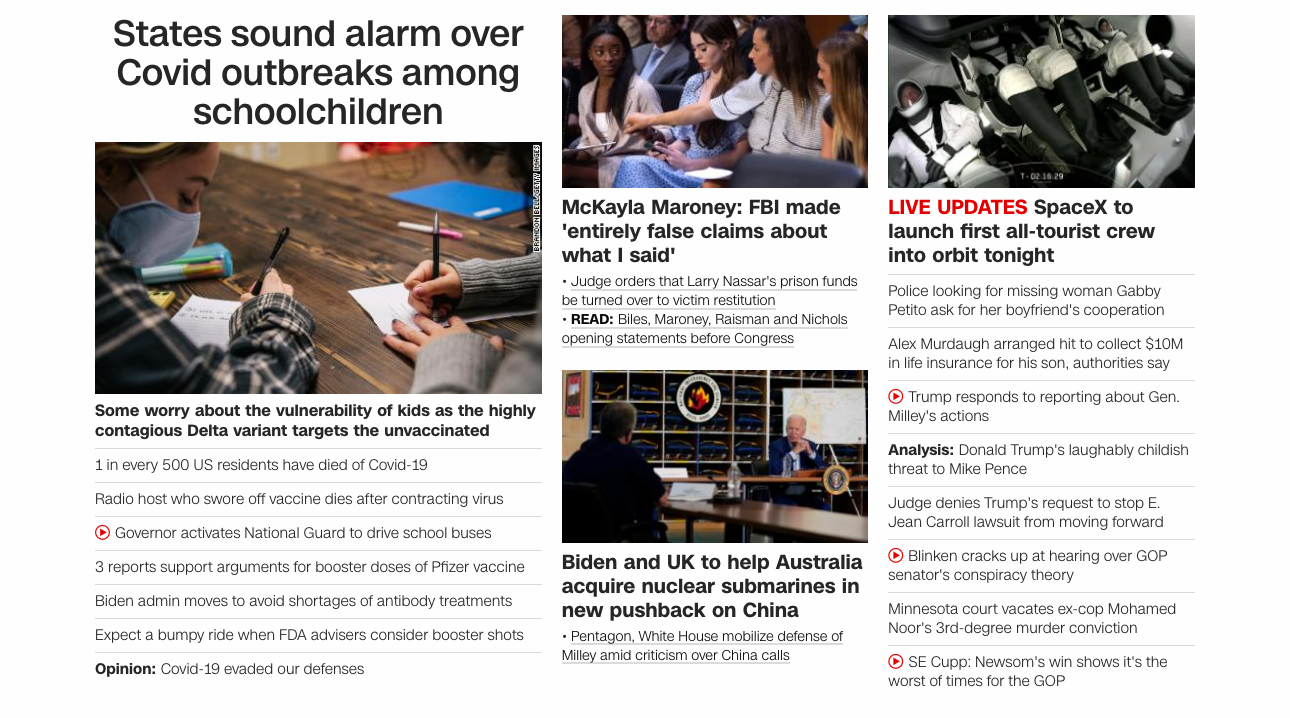 States sound alarm over
Covid outbreaks among
schoolchildren
BRANDON BELL/GETTY IMAGES
Some worry about the vulnerability of kids as the highly
contagious Delta variant targets the unvaccinated
1 in every 500 US residents have died of Covid-19
Radio host who swore off vaccine dies after contracting virus
Governor activates National Guard to drive school buses
3 reports support arguments for booster doses of Pfizer vaccine
Biden admin moves to avoid shortages of antibody treatments
Expect a bumpy ride when FDA advisers consider booster shots
Opinion: Covid-19 evaded our defenses
McKayla Maroney: FBI made
'entirely false claims about
what I said'
• Judge orders that Larry Nassar's prison funds
be turned over to victim restitution
• READ: Biles, Maroney, Raisman and Nichols
opening statements before Congress
Biden and UK to help Australia
acquire nuclear submarines in
new pushback on China
• Pentagon, White House mobilize defense of
Milley amid criticism over China calls
T- 02:16:29
LIVE UPDATES SpaceX to
launch first all-tourist crew
into orbit tonight
Police looking for missing woman Gabby
Petito ask for her boyfriend's cooperation
Alex Murdaugh arranged hit to collect $10M
in life insurance for his son, authorities say
Trump responds to reporting about Gen.
Milley's actions
Analysis: Donald Trump's laughably childish
threat to Mike Pence
Judge denies Trump's request to stop E.
Jean Carroll lawsuit from moving forward
Blinken cracks up at hearing over GOP
senator's conspiracy theory
Minnesota court vacates ex-cop Mohamed
Noor's 3rd-degree murder conviction
SE Cupp: Newsom's win shows it's the
worst of times for the GOP